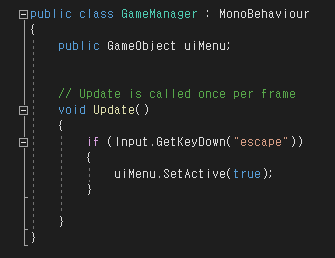 public class GameManager : MonoBehaviour
{
public GameObject uiMenu;
// Update is called once per frame
void Update()
{
if (Input.GetKeyDown("escape"))
{
uiMenu.SetActive(true);
}
}
}